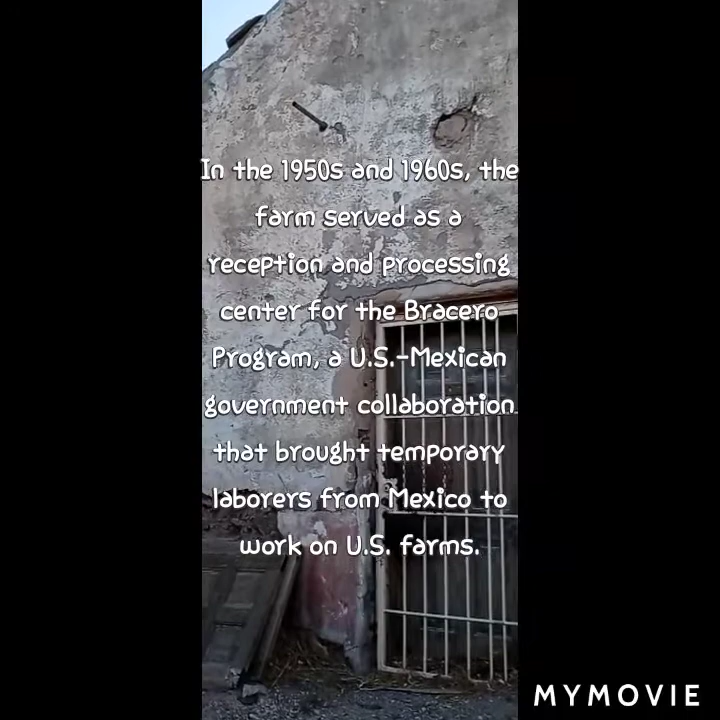 In the 1950s and 1960s, the
farm served as a
reception and processing
center for the Bracero
Program, a U.S.-Mexican
government collaboration
that brought temporary
laborers from Mexico to
work on U.S. farms.
MYMOVIE